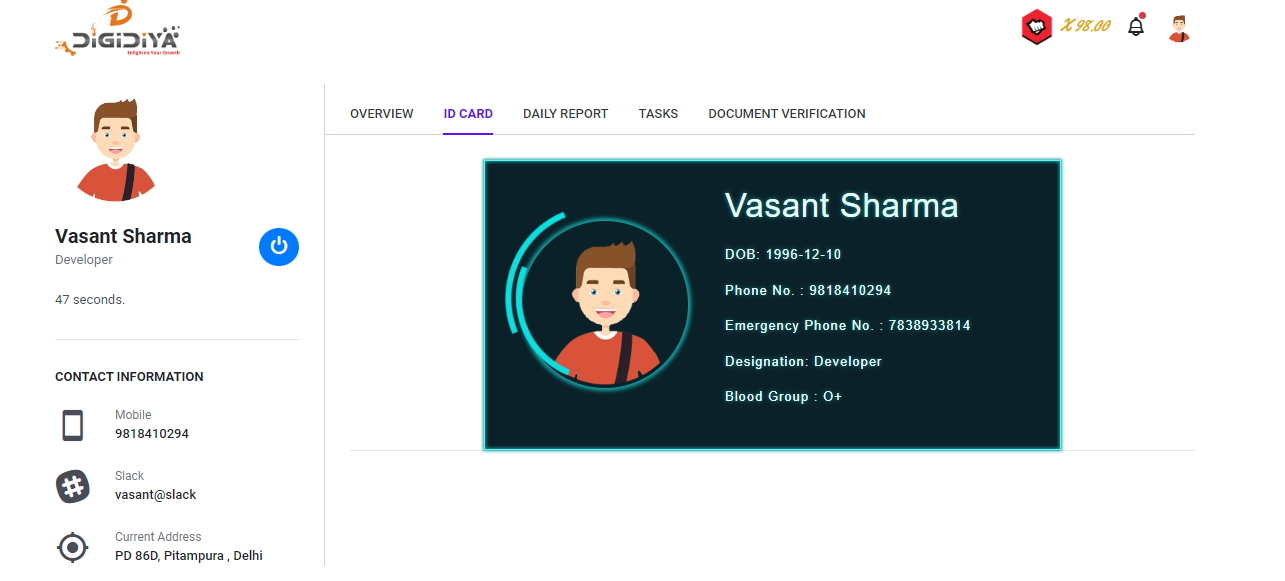 DiGiDiYA
Enlighten Your Growth
X 98.00
Vasant Sharma
Developer
47 seconds.
CONTACT INFORMATION
Mobile
9818410294
Slack
vasant@slack
Current Address
PD 86D, Pitampura , Delhi
OVERVIEW ID CARD DAILY REPORT TASKS DOCUMENT VERIFICATION
Vasant Sharma
DOB: 1996-12-10
Phone No. : 9818410294
Emergency Phone No. : 7838933814
Designation: Developer
Blood Group : O+